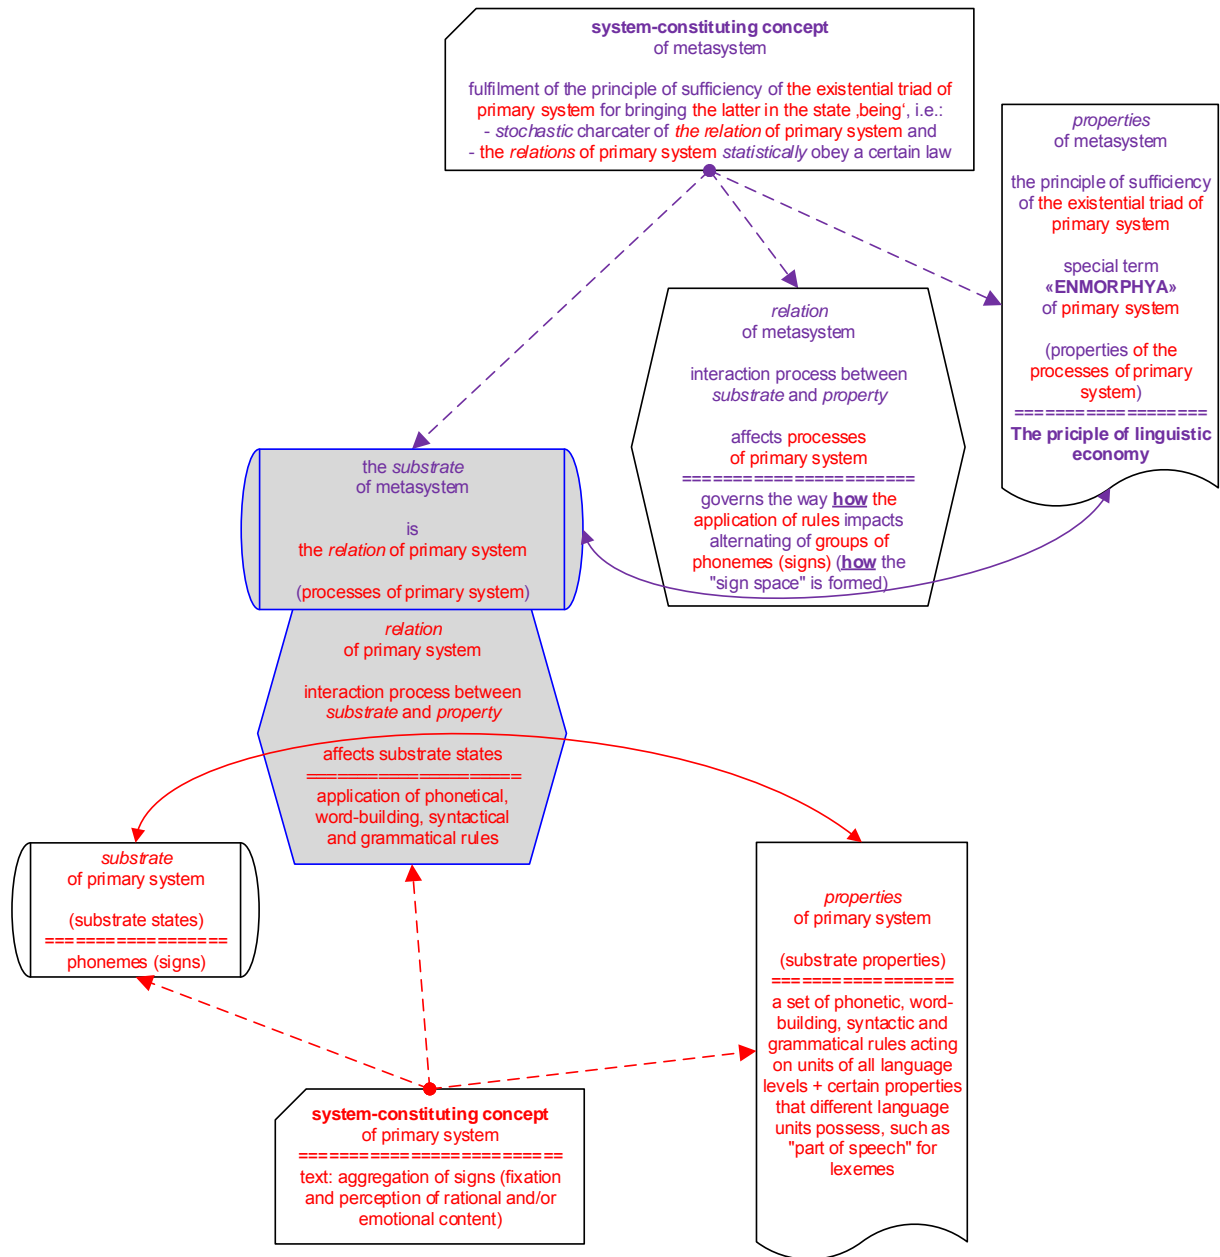 system-constituting concept
of metasystem
fulfilment of the principle of sufficiency of the existential triad of
primary system for bringing the latter in the state ‚being‘, i.e.:
- stochastic charcater of the relation of primary system and
- the relations of primary system statistically obey a certain law
properties
of metasystem
the principle of sufficiency
of the existential triad of
primary system
special term
«ENMORPHYA»
of primary system
(properties of the
processes of primary
system)
===================
The priciple of linguistic
economy
relation
of metasystem
interaction process between
substrate and property
affects processes
of primary system
=======================
governs the way how the
application of rules impacts
alternating of groups of
phonemes (signs) (how the
"sign space" is formed)
the substrate
of metasystem
is
the relation of primary system
(processes of primary system)
relation
of primary system
interaction process between
substrate and property
affects substrate states
=====================
application of phonetical,
word-building, syntactical
and grammatical rules
substrate
of primary system
(substrate states)
==================
phonemes (signs)
properties
of primary system
(substrate properties)
==================
a set of phonetic, word-
building, syntactic and
grammatical rules acting
on units of all language
levels + certain properties
that different language
units possess, such as
"part of speech" for
lexemes
system-constituting concept
of primary system
==========================
text: aggregation of signs (fixation
and perception of rational and/or
emotional content)